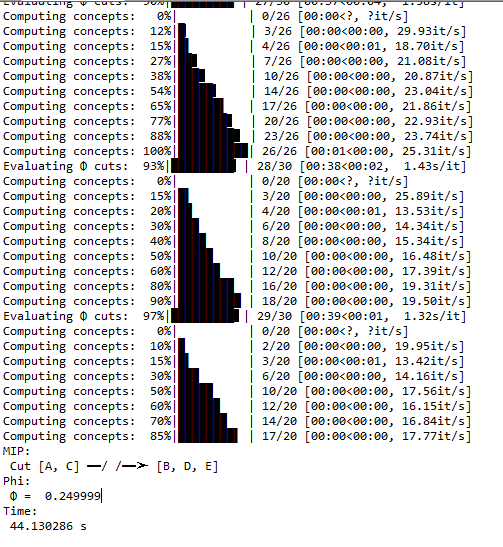 Evaluating Φ cuts: 90%| | 27/30 [00:37<00:04, 1.58s/it]
Computing concepts: 0%| | 0/26 [00:00<?, ?it/s]
Computing concepts: 12%| | 3/26 [00:00<00:00, 29.93it/s]
Computing concepts: 15%| | 4/26 [00:00<00:01, 18.70it/s]
Computing concepts: 27%| | 7/26 [00:00<00:00, 21.08it/s]
Computing concepts: 38%| | 10/26 [00:00<00:00, 20.87it/s]
Computing concepts: 54%| | 14/26 [00:00<00:00, 23.04it/s]
Computing concepts: 65%| | 17/26 [00:00<00:00, 21.86it/s]
Computing concepts: 77%| | 20/26 [00:00<00:00, 22.93it/s]
Computing concepts: 88%| | 23/26 [00:00<00:00, 23.74it/s]
Computing concepts: 100%| | 26/26 [00:01<00:00, 25.31it/s]
Evaluating Φ cuts: 93%| | 28/30 [00:38<00:02, 1.43s/it]
Computing concepts: 0%| | 0/20 [00:00<?, ?it/s]
Computing concepts: 15%| | 3/20 [00:00<00:00, 25.89it/s]
Computing concepts: 20%| | 4/20 [00:00<00:01, 13.53it/s]
Computing concepts: 30%| | 6/20 [00:00<00:00, 14.34it/s]
Computing concepts: 40%| | 8/20 [00:00<00:00, 15.34it/s]
Computing concepts: 50%| | 10/20 [00:00<00:00, 16.48it/s]
Computing concepts: 60%| | 12/20 [00:00<00:00, 17.39it/s]
Computing concepts: 80%| | 16/20 [00:00<00:00, 19.31it/s]
Computing concepts: 90%| | 18/20 [00:00<00:00, 19.50it/s]
Evaluating Φ cuts: 97%| | 29/30 [00:39<00:01, 1.32s/it]
Computing concepts: 0%| | 0/20 [00:00<?, ?it/s]
Computing concepts: 10%| | 2/20 [00:00<00:00, 19.95it/s]
Computing concepts: 15%| | 3/20 [00:00<00:01, 13.42it/s]
Computing concepts: 30%| | 6/20 [00:00<00:00, 14.16it/s]
Computing concepts: 50%| | 10/20 [00:00<00:00, 17.56it/s]
Computing concepts: 60%| | 12/20 [00:00<00:00, 16.15it/s]
Computing concepts: 70%| | 14/20 [00:00<00:00, 16.84it/s]
Computing concepts: 85%| | 17/20 [00:00<00:00, 17.77it/s]
MIP:
Cut [A, C] ━━/ /━━➤ [B, D, E]
Phi:
Φ = 0.249999
Time:
44.130286 s